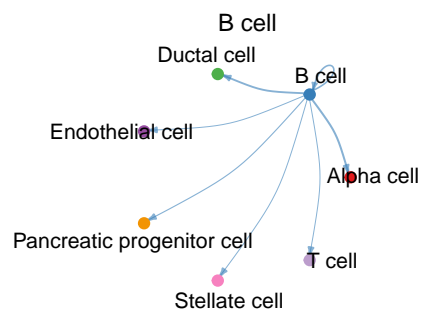 B cell
Ductal cell
B cell
Endothelial cell
Alpha cell
Pancreatic progenitor cell
T cell
Stellate cell